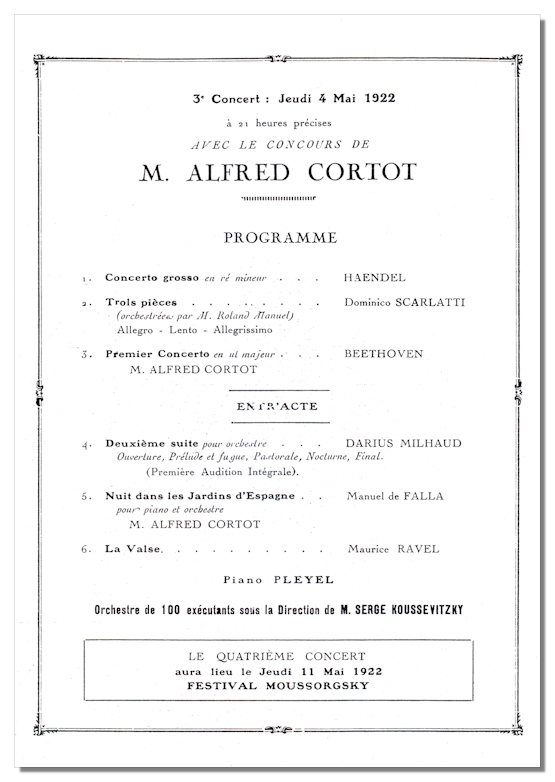 3e Concert : Jeudi 4 Mai 1922
à 21 heures précises
AVEC LE CONCOURS DE
M. ALFRED CORTOT
PROGRAMME
1. Concerto grosso en ré mineur . . . HAENDEL
2. Trois pièces . . . . . . . . Dominico SCARLATTI
(orchestrées par M. Roland Manuel)
Allegro - Lento - Allegrissimo
3. Premier Concerto en ut majeur . . . BEETHOVEN
M. ALFRED CORTOT
ENTR'ACTE
4. Deuxième suite pour orchestre . . . DARIUS MILHAUD
Ouverture, Prélude et fugue, Pastorale, Nocturne, Final.
(Première Audition Intégrale).
5. Nuit dans les Jardins d'Espagne . . Manuel de FALLA
pour piano et orchestre
M. ALFRED CORTOT
6. La Valse. . . . . . . . . . Maurice RAVEL
Piano PLEYEL
Orchestre de 100 exécutants sous la Direction de M. SERGE KOUSSEVITZKY
LE QUATRIÈME CONCERT
aura lieu le Jeudi 11 Mai 1922
FESTIVAL MOUSSORGSKY